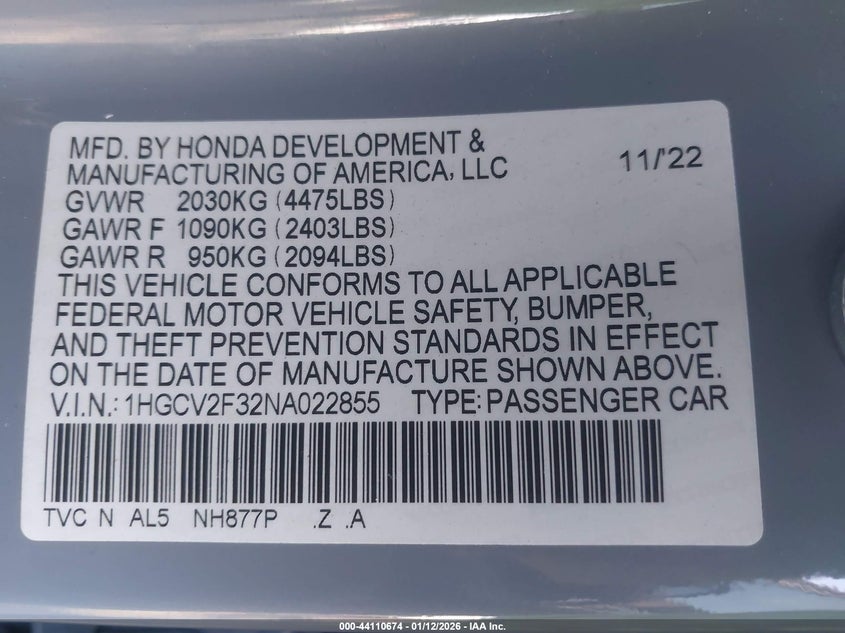 MFD. BY HONDA DEVELOPMENT &
MANUFACTURING OF AMERICA, LLC 11/'22
GVWR 2030KG (4475LBS)
GAWR F 1090KG (2403LBS)
GAWR R 950KG (2094LBS)
THIS VEHICLE CONFORMS TO ALL APPLICABLE
FEDERAL MOTOR VEHICLE SAFETY, BUMPER,
AND THEFT PREVENTION STANDARDS IN EFFECT
ON THE DATE OF MANUFACTURE SHOWN ABOVE.
V.I.N.: 1HGCV2F32NA022855 TYPE: PASSENGER CAR
TVC N AL5 NH877P .Z .A
000-44110674 - 01/12/2026 - IAA Inc.